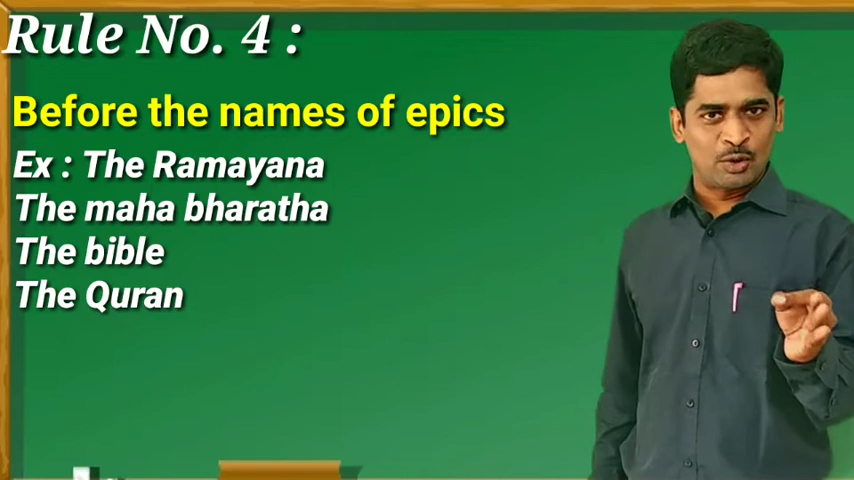 Rule No. 4 :
Before the names of epics
Ex : The Ramayana
The maha bharatha
The bible
The Quran